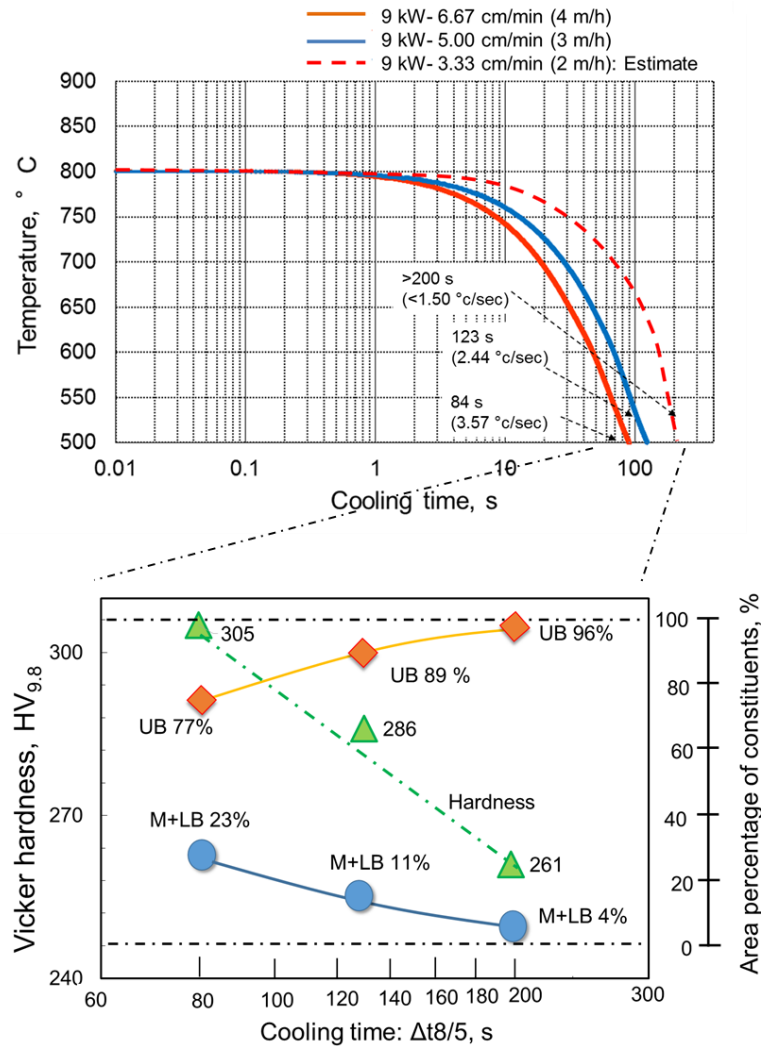 9 kW- 6.67 cm/min (4 m/h)
9 kW- 5.00 cm/min (3 m/h)
9 kW- 3.33 cm/min (2 m/h): Estimate
900
850
800
750
700
650
600
550
500
Temperature, ° C
>200 s
(<1.50 °c/sec)
123 s
(2.44 °c/sec)
84 s
(3.57 °c/sec)
0.01
0.1
1
10
100
Cooling time, s
300
270
240
Vicker hardness, HV9.8
305
UB 77%
UB 89 %
UB 96%
286
Hardness
261
M+LB 23%
M+LB 11%
M+LB 4%
100
80
60
40
20
0
Area percentage of constituents, %
60
80
100
120
140
160
180
200
300
Cooling time: Δt8/5, s